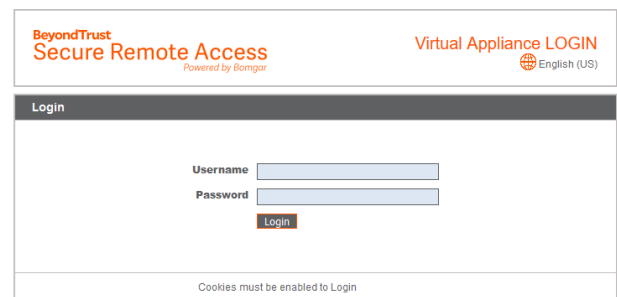 BeyondTrust
Secure Remote Access
Powered by Bomgar
Virtual Appliance LOGIN
English (US)
Login
Username
Password
Login
Cookies must be enabled to Login